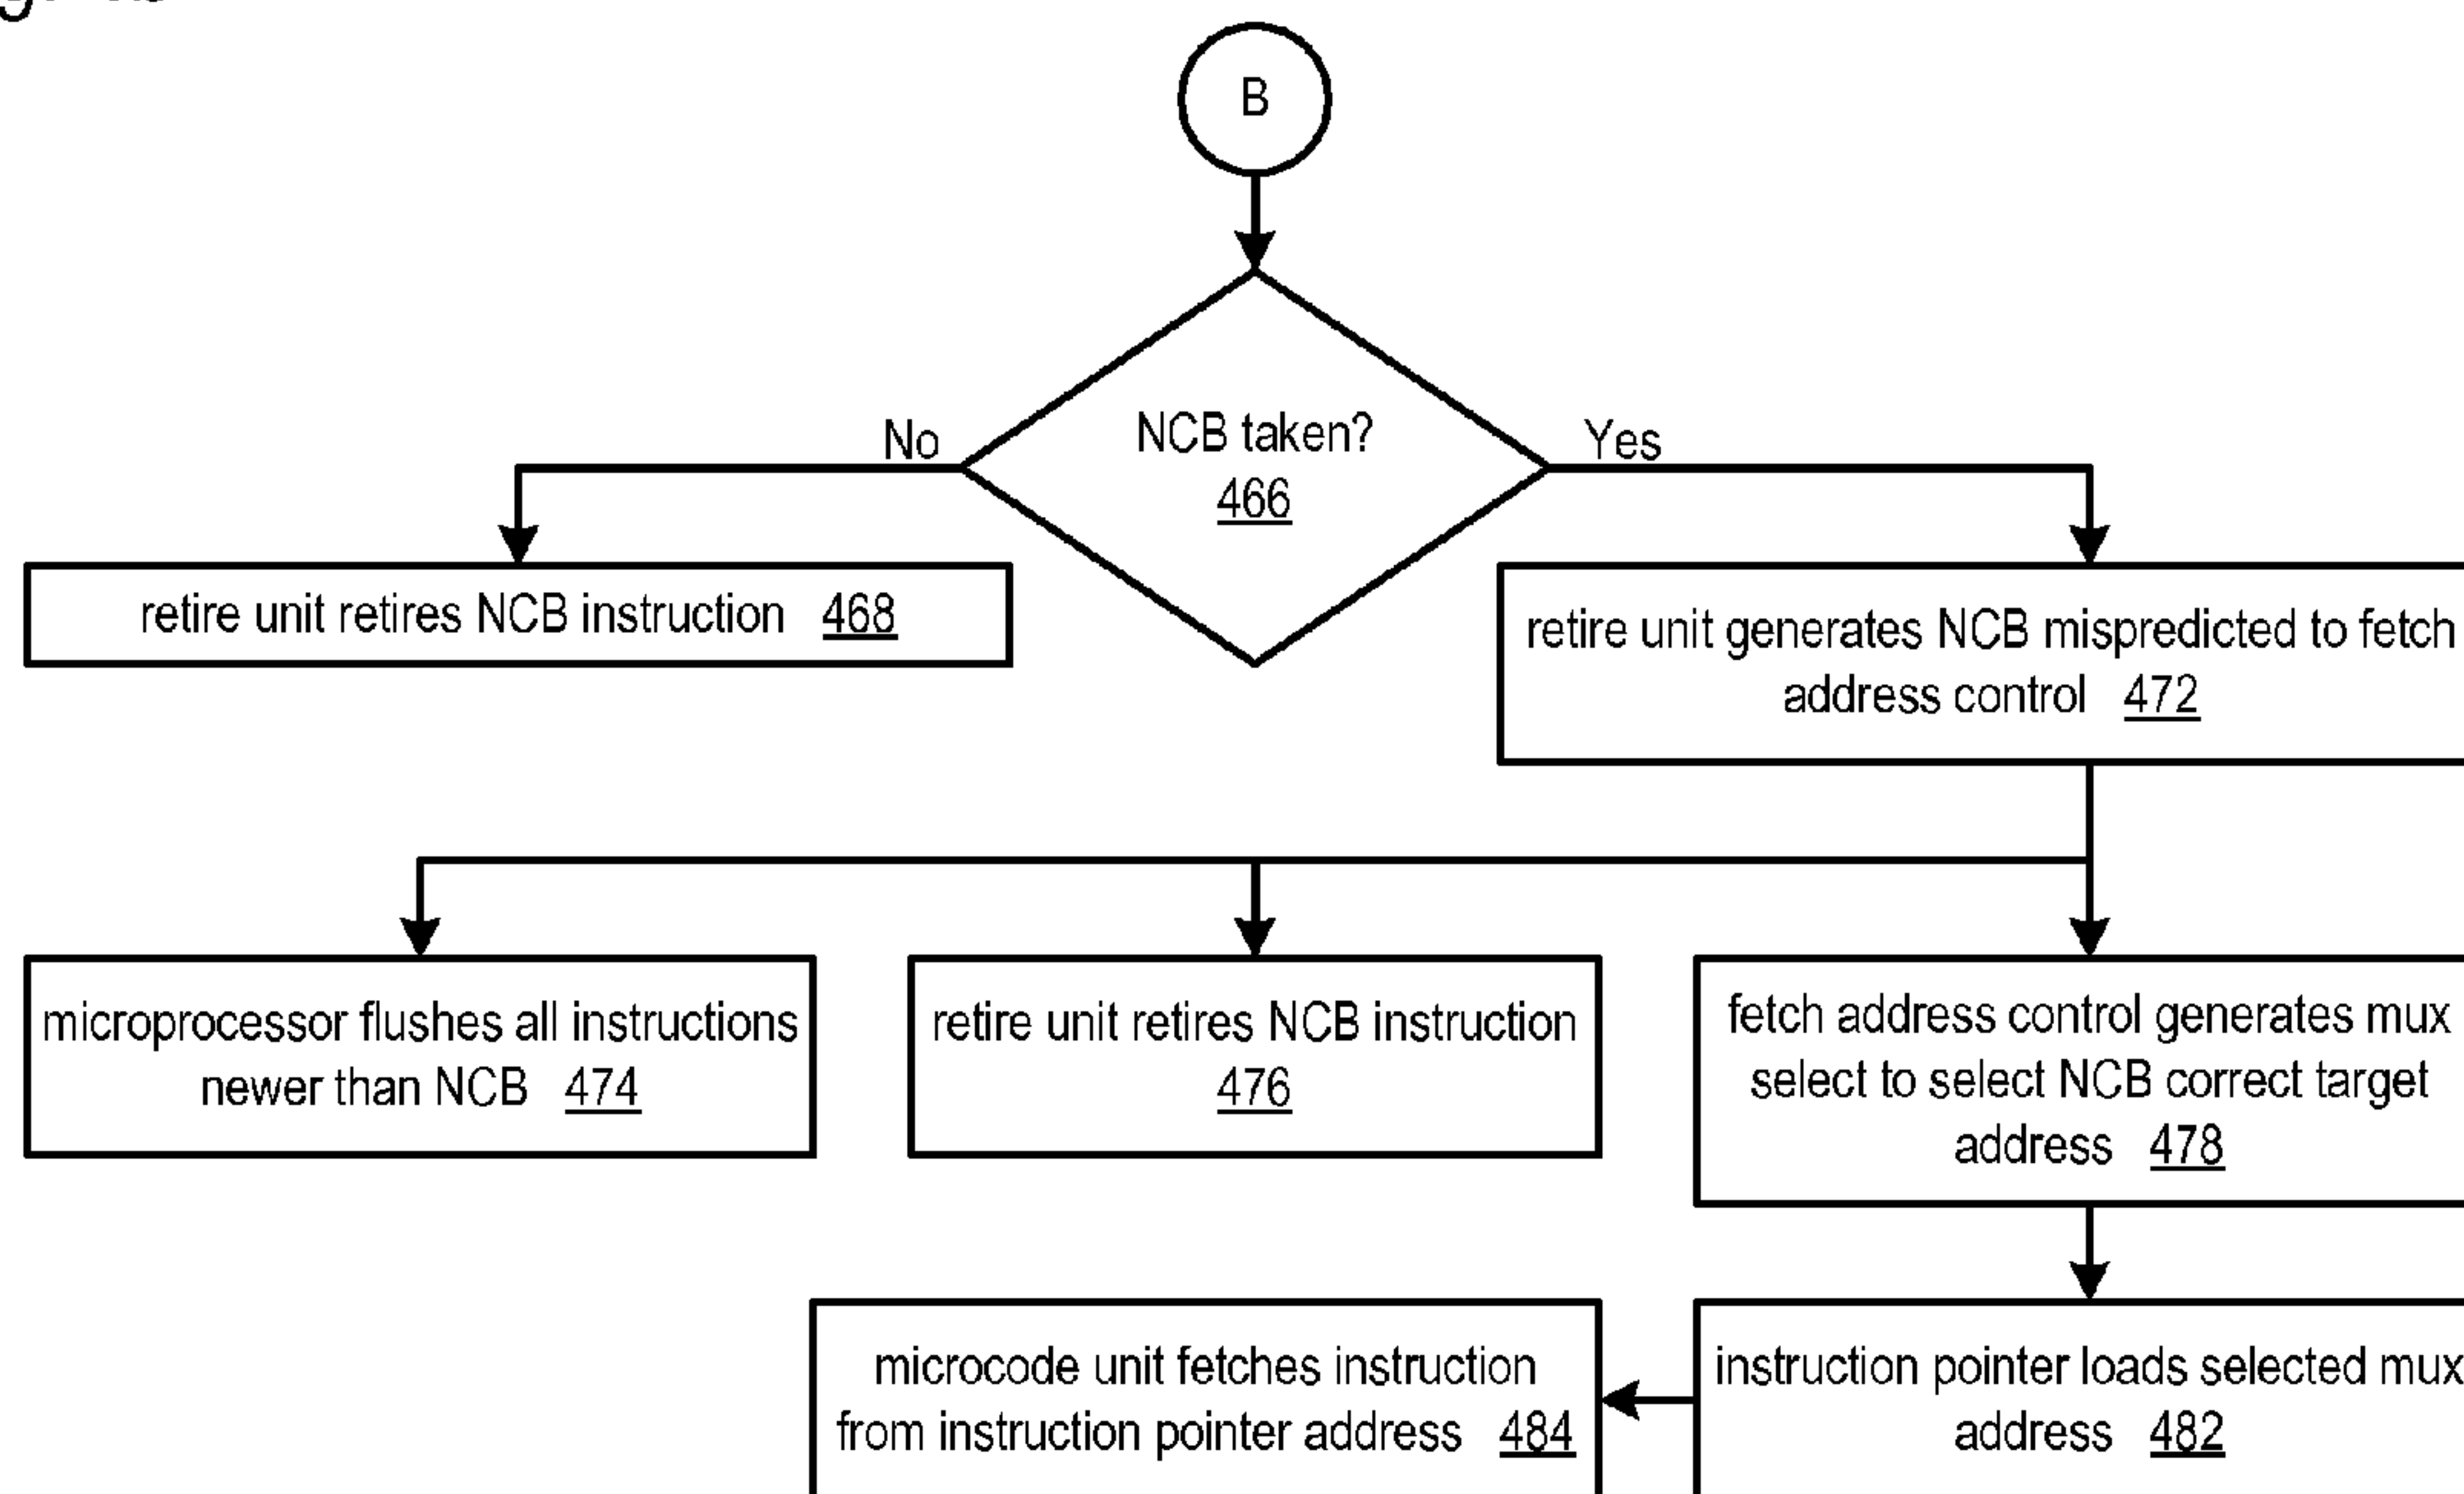 B
NCB taken?
466
No
Yes
retire unit retires NCB instruction 468
retire unit generates NCB mispredicted to fetch
address control 472
microprocessor flushes all instructions
newer than NCB 474
retire unit retires NCB instruction
476
fetch address control generates mux
select to select NCB correct target
address 478
microcode unit fetches instruction
from instruction pointer address 484
instruction pointer loads selected mux
address 482